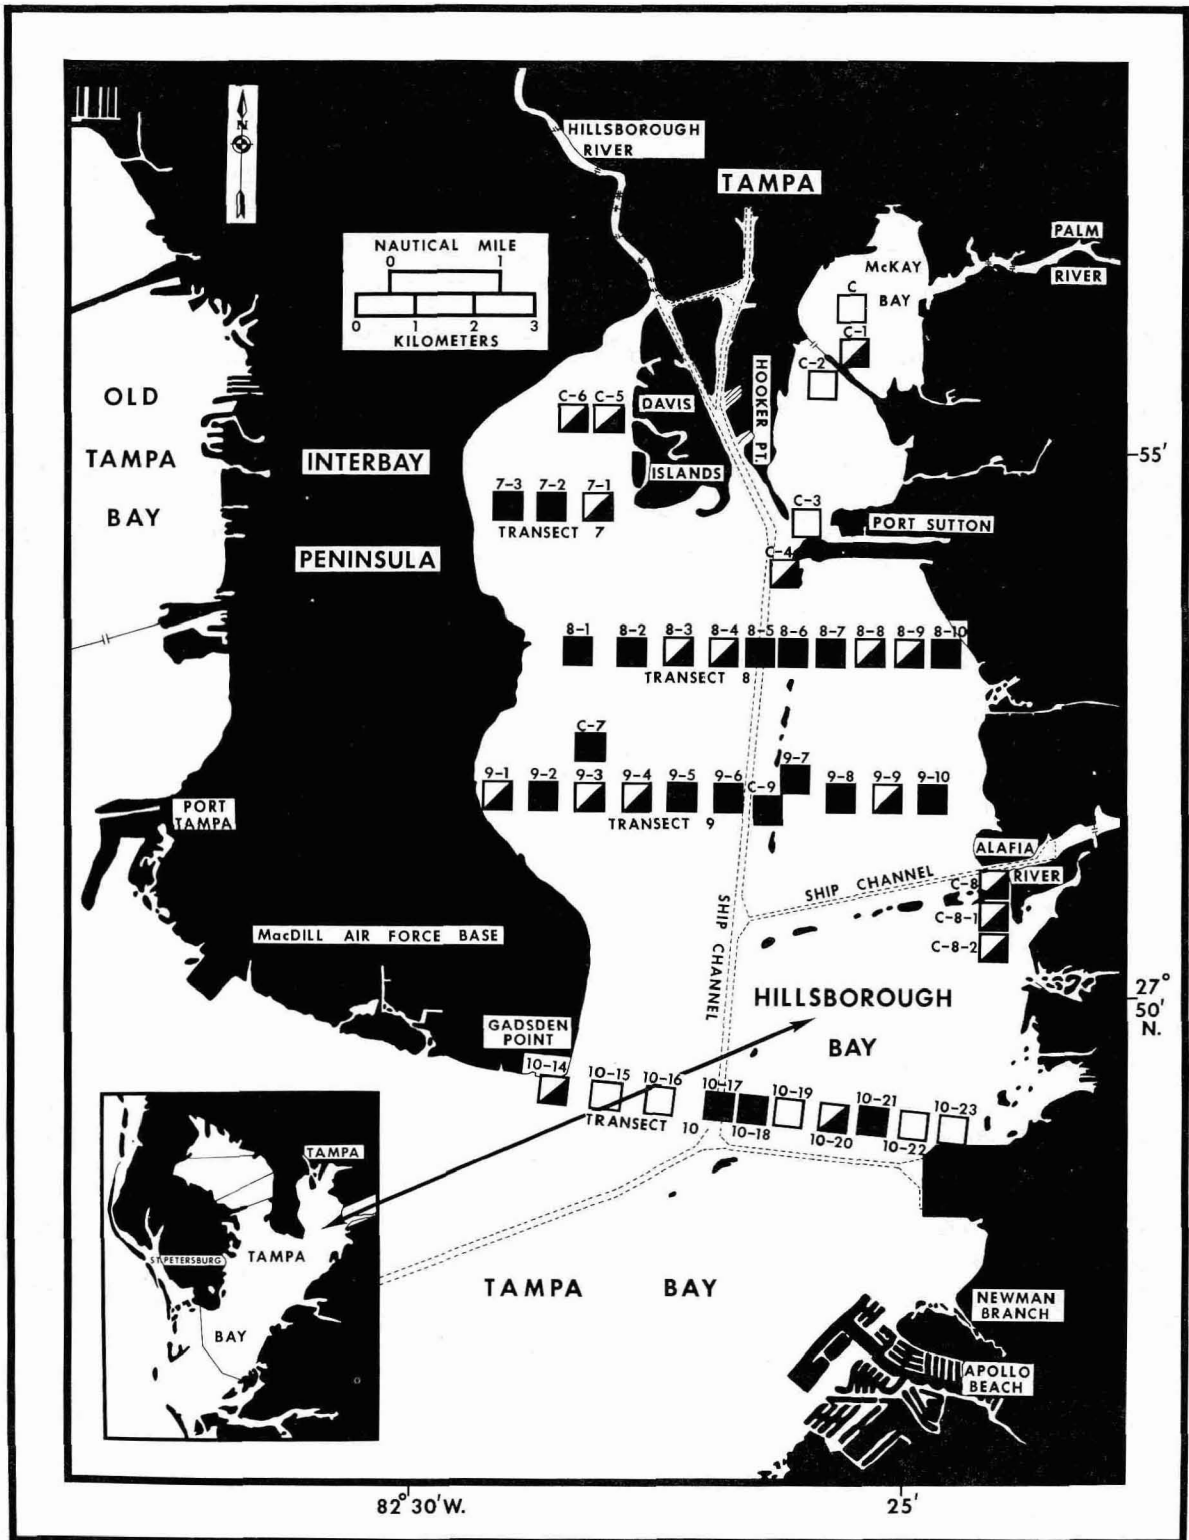 N
HILLSBOROUGH
RIVER
TAMPA
NAUTICAL MILE
0 1
0 1 2 3
KILOMETERS
PALM
RIVER
McKAY
BAY
C
C-1
C-2
HOOKER PT.
OLD
TAMPA
BAY
C-6 C-5
DAVIS
ISLANDS
55'
INTERBAY
PENINSULA
7-3 7-2 7-1
TRANSECT 7
C-3
PORT SUTTON
C-4
8-1 8-2 8-3 8-4 8-5 8-6 8-7 8-8 8-9 8-10
TRANSECT 8
C-7
9-1 9-2 9-3 9-4 9-5 9-6 C-9 9-7 9-8 9-9 9-10
TRANSECT 9
PORT
TAMPA
ALAFIA
RIVER
SHIP CHANNEL
C-8
C-8-1
C-8-2
SHIP CHANNEL
MacDILL AIR FORCE BASE
HILLSBOROUGH
BAY
27°
50'
N.
GADSDEN
POINT
10-14 10-15 10-16 10-17 10-19 10-21 10-23
TRANSECT 10 10-18 10-20 10-22
TAMPA
ST.PETERSBURG
TAMPA
BAY
TAMPA BAY
NEWMAN
BRANCH
APOLLO
BEACH
82°30'W. 25'